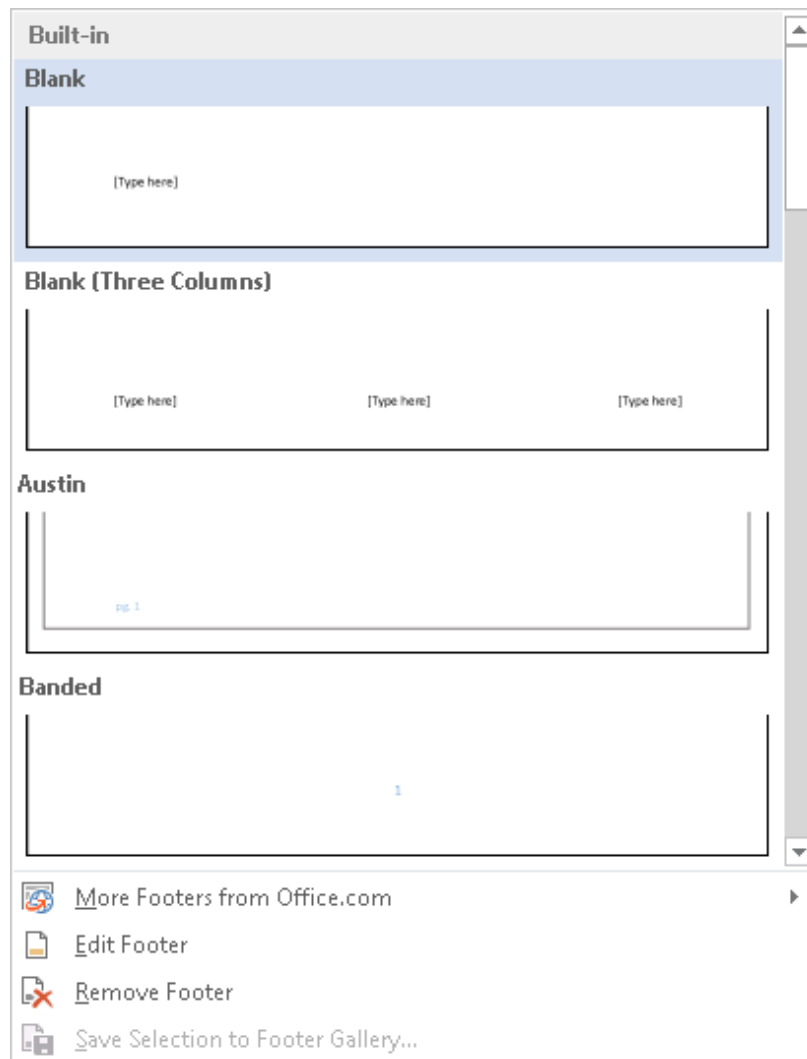 Built-in
Blank
[Type here]
Blank (Three Columns)
[Type here] [Type here] [Type here]
Austin
pg. 1
Banded
1
More Footers from Office.com
Edit Footer
Remove Footer
Save Selection to Footer Gallery...